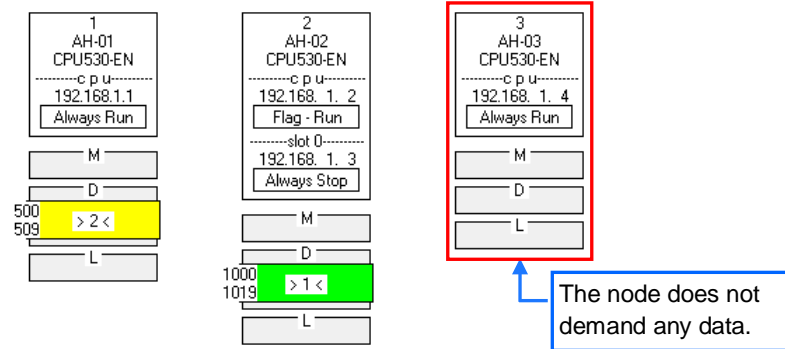 1
AH-01
CPU530-EN
---------c p u---------
192.168.1.1
Always Run
M
D
500
509
> 2 <
L
2
AH-02
CPU530-EN
---------c p u---------
192.168. 1. 2
Flag - Run
---------slot 0---------
192.168. 1. 3
Always Stop
M
D
1000
1019
> 1 <
L
3
AH-03
CPU530-EN
---------c p u---------
192.168. 1. 4
Always Run
M
D
L
The node does not
demand any data.